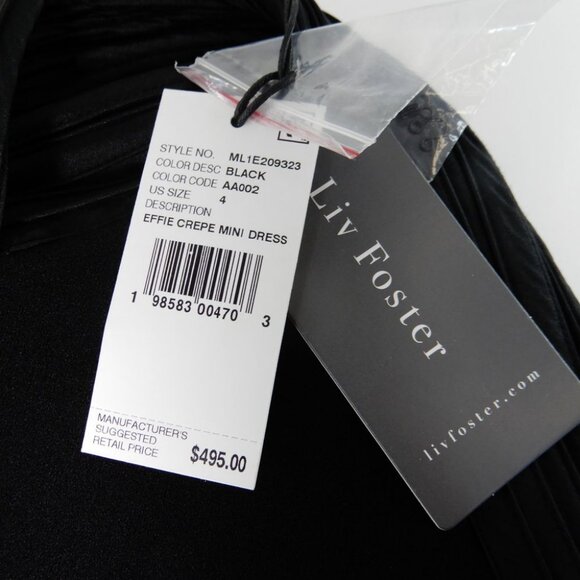 STYLE NO. ML1E209323
COLOR DESC BLACK
COLOR CODE AA002
US SIZE 4
DESCRIPTION
EFFIE CREPE MINI DRESS
1 98583 00470 3
MANUFACTURER'S
SUGGESTED
RETAIL PRICE $495.00
Liv Foster
livfoster.com